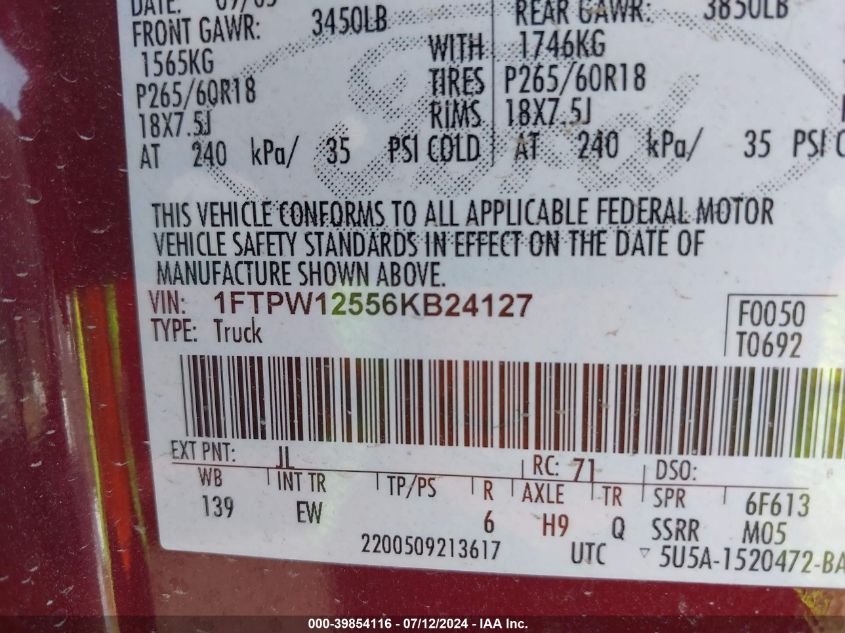 DATE: 09/05
FRONT GAWR: 3450LB REAR GAWR: 3850LB
1565KG WITH 1746KG
P265/60R18 TIRES P265/60R18
18X7.5J RIMS 18X7.5J
AT 240 kPa/ 35 PSI COLD AT 240 kPa/ 35 PSI C
THIS VEHICLE CONFORMS TO ALL APPLICABLE FEDERAL MOTOR
VEHICLE SAFETY STANDARDS IN EFFECT ON THE DATE OF
MANUFACTURE SHOWN ABOVE.
VIN: 1FTPW12556KB24127
TYPE: Truck
F0050
T0692
EXT PNT: JL RC: 71 DSO:
WB INT TR TP/PS R AXLE TR SPR 6F613
139 EW 6 H9 Q SSRR M05
2200509213617 UTC ▽ 5U5A-1520472-BA
000-39854116 - 07/12/2024 - IAA Inc.